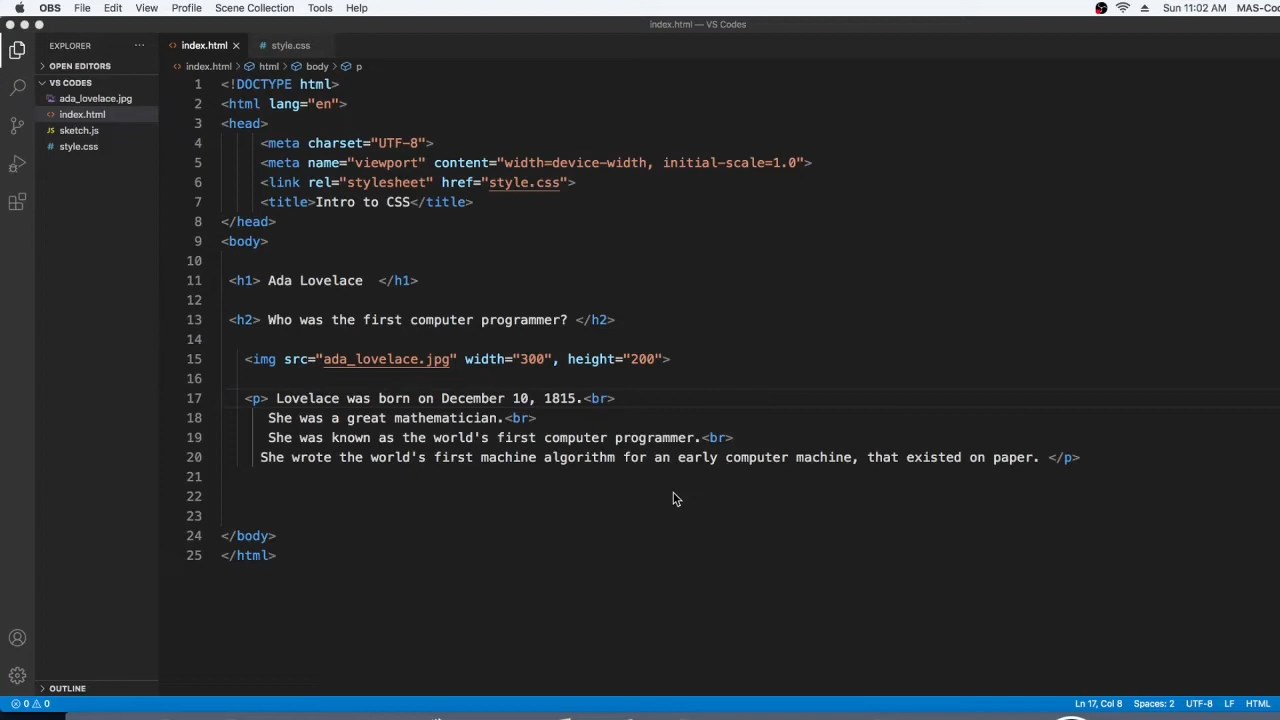 OBS File Edit View Profile Scene Collection Tools Help Sun 11:02 AM MAS-Co
index.html — VS Codes
EXPLORER ... index.html style.css
index.html > html > body > p
OPEN EDITORS
VS CODES
ada_lovelace.jpg
index.html
sketch.js
style.css
OUTLINE
1 <!DOCTYPE html>
2 <html lang="en">
3 <head>
4 <meta charset="UTF-8">
5 <meta name="viewport" content="width=device-width, initial-scale=1.0">
6 <link rel="stylesheet" href="style.css">
7 <title>Intro to CSS</title>
8 </head>
9 <body>
10
11 <h1> Ada Lovelace  </h1>
12
13 <h2> Who was the first computer programmer? </h2>
14
15 <img src="ada_lovelace.jpg" width="300", height="200">
16
17 <p> Lovelace was born on December 10, 1815.<br>
18 She was a great mathematician.<br>
19 She was known as the world's first computer programmer.<br>
20 She wrote the world's first machine algorithm for an early computer machine, that existed on paper. </p>
21
22
23
24 </body>
25 </html>
0 0 Ln 17, Col 8 Spaces: 2 UTF-8 LF HTML